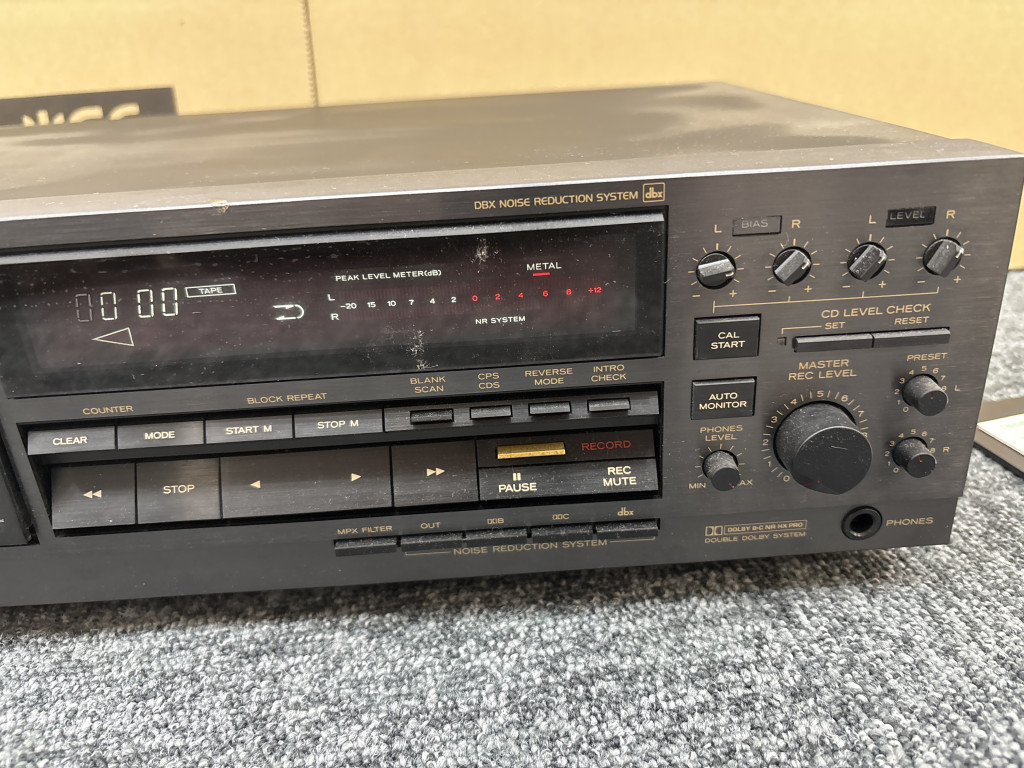 DBX NOISE REDUCTION SYSTEM dbx
L BIAS R
L LEVEL R
- + - + - + - +
PEAK LEVEL METER(dB)
METAL
TAPE
0 00
L
-20 15 10 7 4 2 0 2 4 6 8 +12
R
NR SYSTEM
CD LEVEL CHECK
SET RESET
CAL START
MASTER REC LEVEL
PRESET
AUTO MONITOR
PHONES LEVEL
MIN MAX
L
R
COUNTER
BLOCK REPEAT
BLANK SCAN
CPS CDS
REVERSE MODE
INTRO CHECK
CLEAR
MODE
START M
STOP M
RECORD
STOP
PAUSE
REC MUTE
MPX FILTER
OUT
B
C
dbx
NOISE REDUCTION SYSTEM
DOLBY B-C NR HX PRO
DOUBLE DOLBY SYSTEM
PHONES